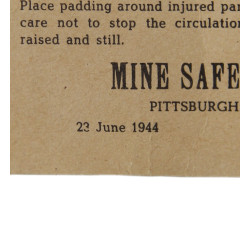 Place padding around injured par
care not to stop the circulation
raised and still.
MINE SAFE
PITTSBURGH
23 June 1944